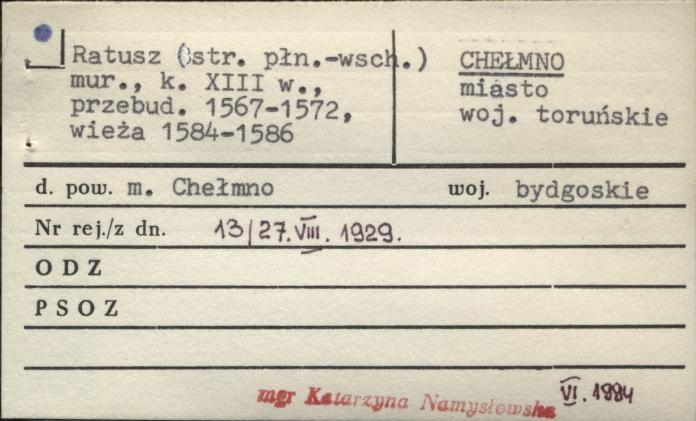 Ratusz (str. płn.-wsch.)
mur., k. XIII w.,
przebud. 1567-1572,
wieża 1584-1586
CHEŁMNO
miasto
woj. toruńskie
d. pow. m. Chełmno woj. bydgoskie
Nr rej./z dn. 13/27.VIII.1929.
ODZ
PSOZ
mgr Katarzyna Namysłowska VI.1994